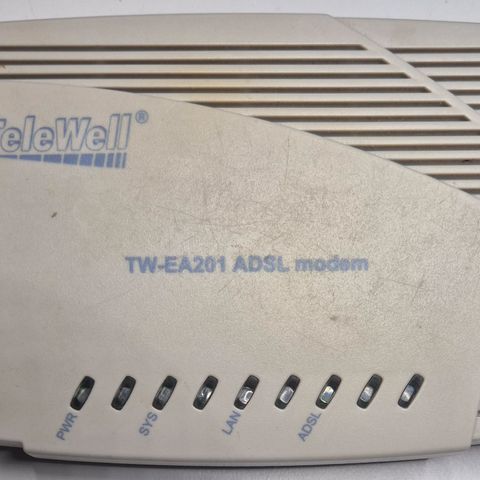 TeleWell®
TW-EA201 ADSL modem
PWR SYS LAN ADSL